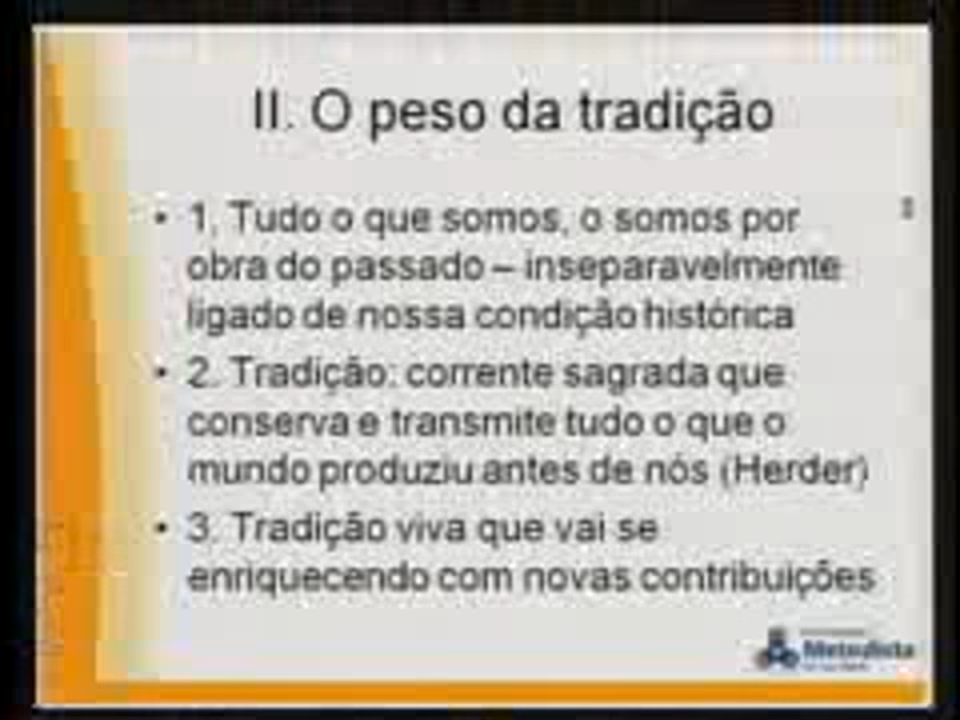 II. O peso da tradição
• 1. Tudo o que somos, o somos por
obra do passado – inseparavelmente
ligado de nossa condição histórica
• 2. Tradição: corrente sagrada que
conserva e transmite tudo o que o
mundo produziu antes de nós (Herder)
• 3. Tradição viva que vai se
enriquecendo com novas contribuições
Metodista